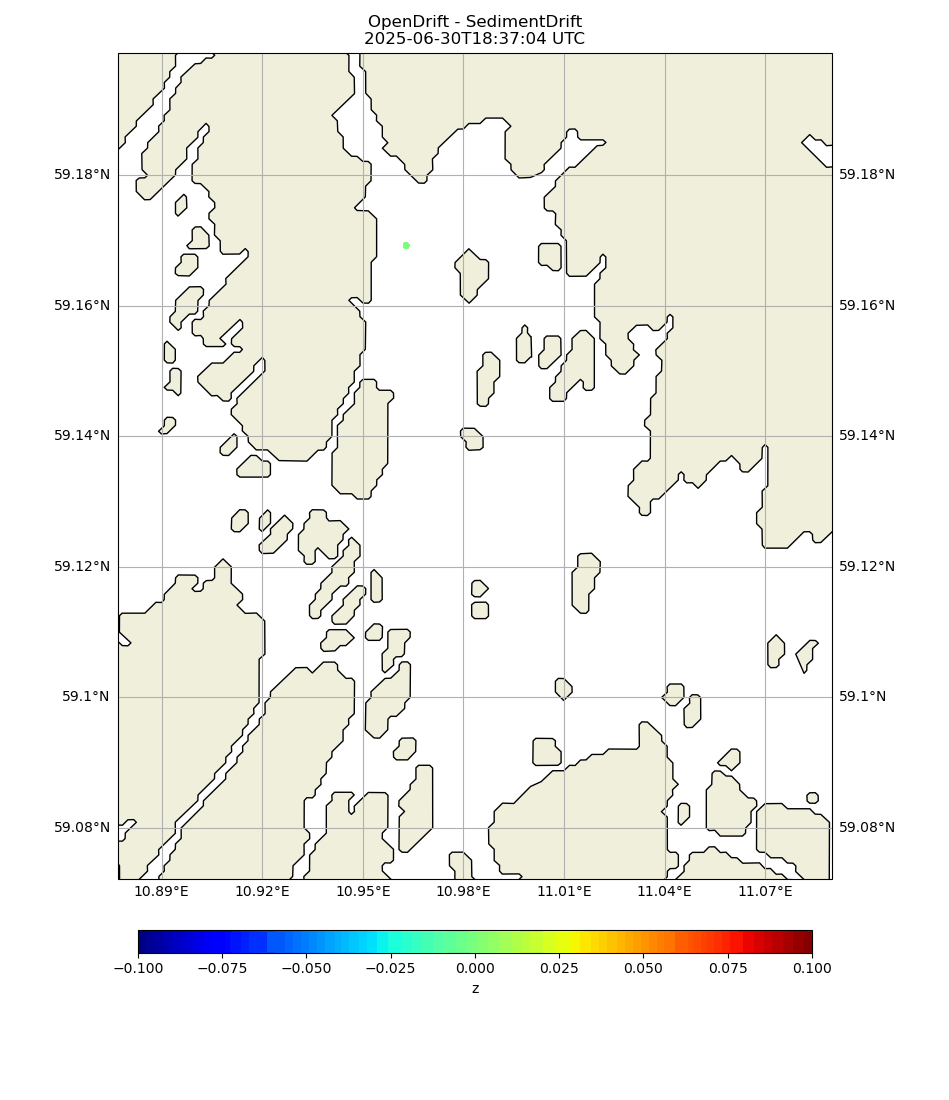 OpenDrift - SedimentDrift
2025-06-30T18:37:04 UTC
59.18°N 59.18°N
59.16°N 59.16°N
59.14°N 59.14°N
59.12°N 59.12°N
59.1°N 59.1°N
59.08°N 59.08°N
10.89°E 10.92°E 10.95°E 10.98°E 11.01°E 11.04°E 11.07°E
−0.100 −0.075 −0.050 −0.025 0.000 0.025 0.050 0.075 0.100
z